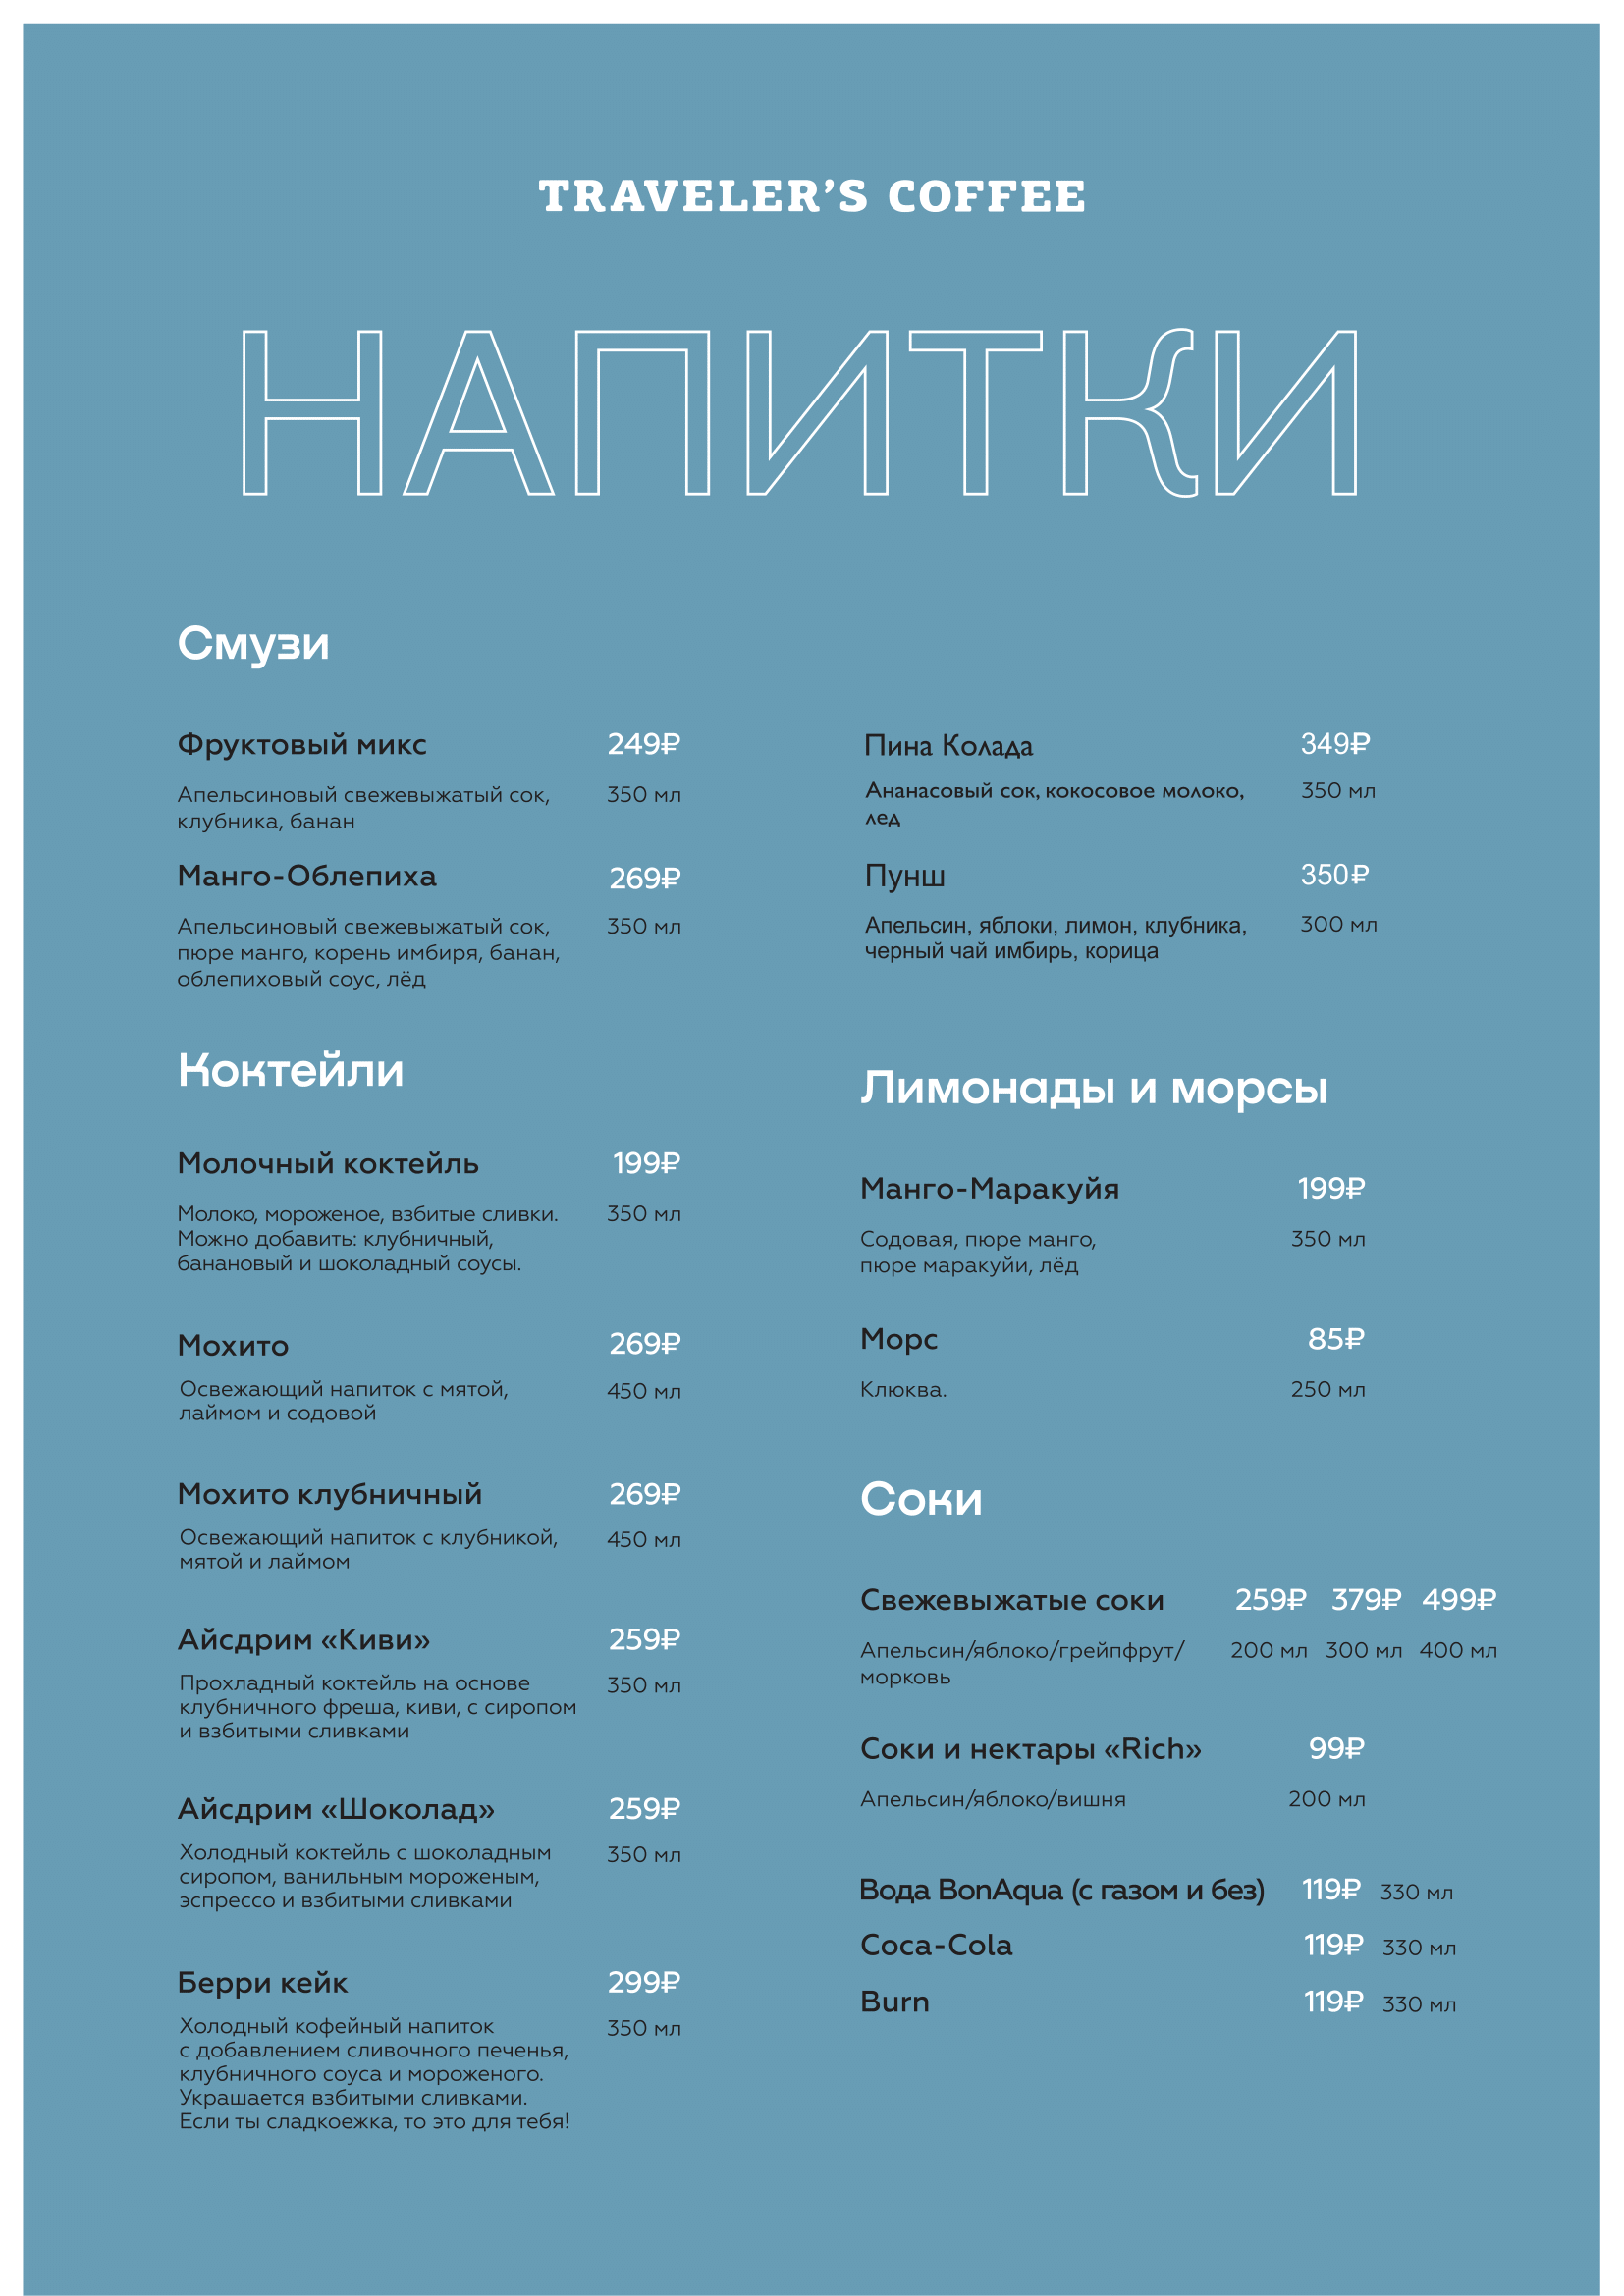 TRAVELER’S COFFEE
НАПИТКИ
Смузи
Фруктовый микс 249₽
Апельсиновый свежевыжатый сок, 350 мл
клубника, банан
Манго-Облепиха 269₽
Апельсиновый свежевыжатый сок, 350 мл
пюре манго, корень имбиря, банан,
облепиховый соус, лёд
Пина Колада 349₽
Ананасовый сок, кокосовое молоко, 350 мл
лед
Пунш 350₽
Апельсин, яблоки, лимон, клубника, 300 мл
черный чай имбирь, корица
Коктейли
Молочный коктейль 199₽
Молоко, мороженое, взбитые сливки. 350 мл
Можно добавить: клубничный,
банановый и шоколадный соусы.
Мохито 269₽
Освежающий напиток с мятой, 450 мл
лаймом и содовой
Мохито клубничный 269₽
Освежающий напиток с клубникой, 450 мл
мятой и лаймом
Айсдрим «Киви» 259₽
Прохладный коктейль на основе 350 мл
клубничного фреша, киви, с сиропом
и взбитыми сливками
Айсдрим «Шоколад» 259₽
Холодный коктейль с шоколадным 350 мл
сиропом, ванильным мороженым,
эспрессо и взбитыми сливками
Берри кейк 299₽
Холодный кофейный напиток 350 мл
с добавлением сливочного печенья,
клубничного соуса и мороженого.
Украшается взбитыми сливками.
Если ты сладкоежка, то это для тебя!
Лимонады и морсы
Манго-Маракуйя 199₽
Содовая, пюре манго, 350 мл
пюре маракуйи, лёд
Морс 85₽
Клюква. 250 мл
Соки
Свежевыжатые соки 259₽ 379₽ 499₽
Апельсин/яблоко/грейпфрут/ 200 мл 300 мл 400 мл
морковь
Соки и нектары «Rich» 99₽
Апельсин/яблоко/вишня 200 мл
Вода BonAqua (с газом и без) 119₽ 330 мл
Coca-Cola 119₽ 330 мл
Burn 119₽ 330 мл